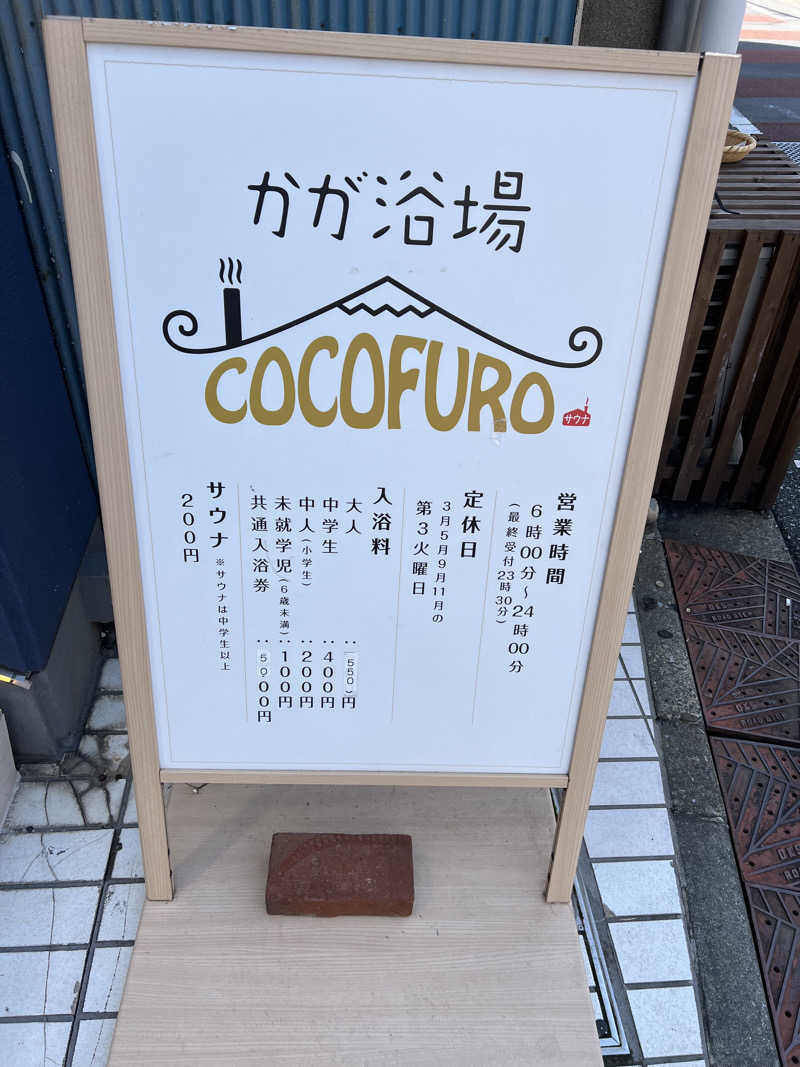 かが浴場
COCOFURO
サウナ
営業時間
6時00分～24時00分
(最終受付23時30分)
定休日
3月5月9月11月の
第3火曜日
入浴料
大人 ‥550円
中学生 ‥400円
中人(小学生) ‥200円
未就学児(6歳未満) ‥100円
共通入浴券 ‥5000円
サウナ ※サウナは中学生以上
200円